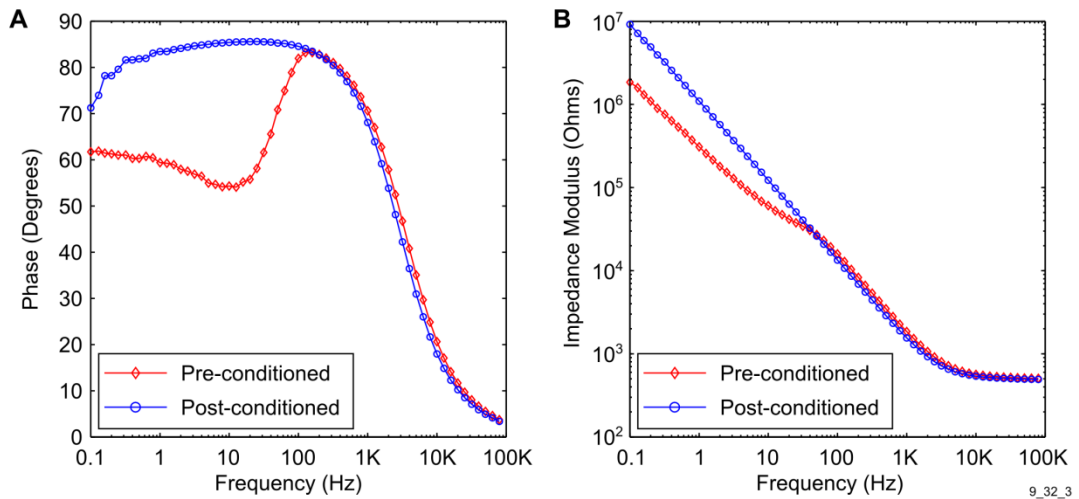 A
90
80
70
60
50
40
30
20
10
0
Phase (Degrees)
Pre-conditioned
Post-conditioned
0.1 1 10 100 1K 10K 100K
Frequency (Hz)
B
10^7
10^6
10^5
10^4
10^3
10^2
Impedance Modulus (Ohms)
Pre-conditioned
Post-conditioned
0.1 1 10 100 1K 10K 100K
Frequency (Hz)
9_32_3